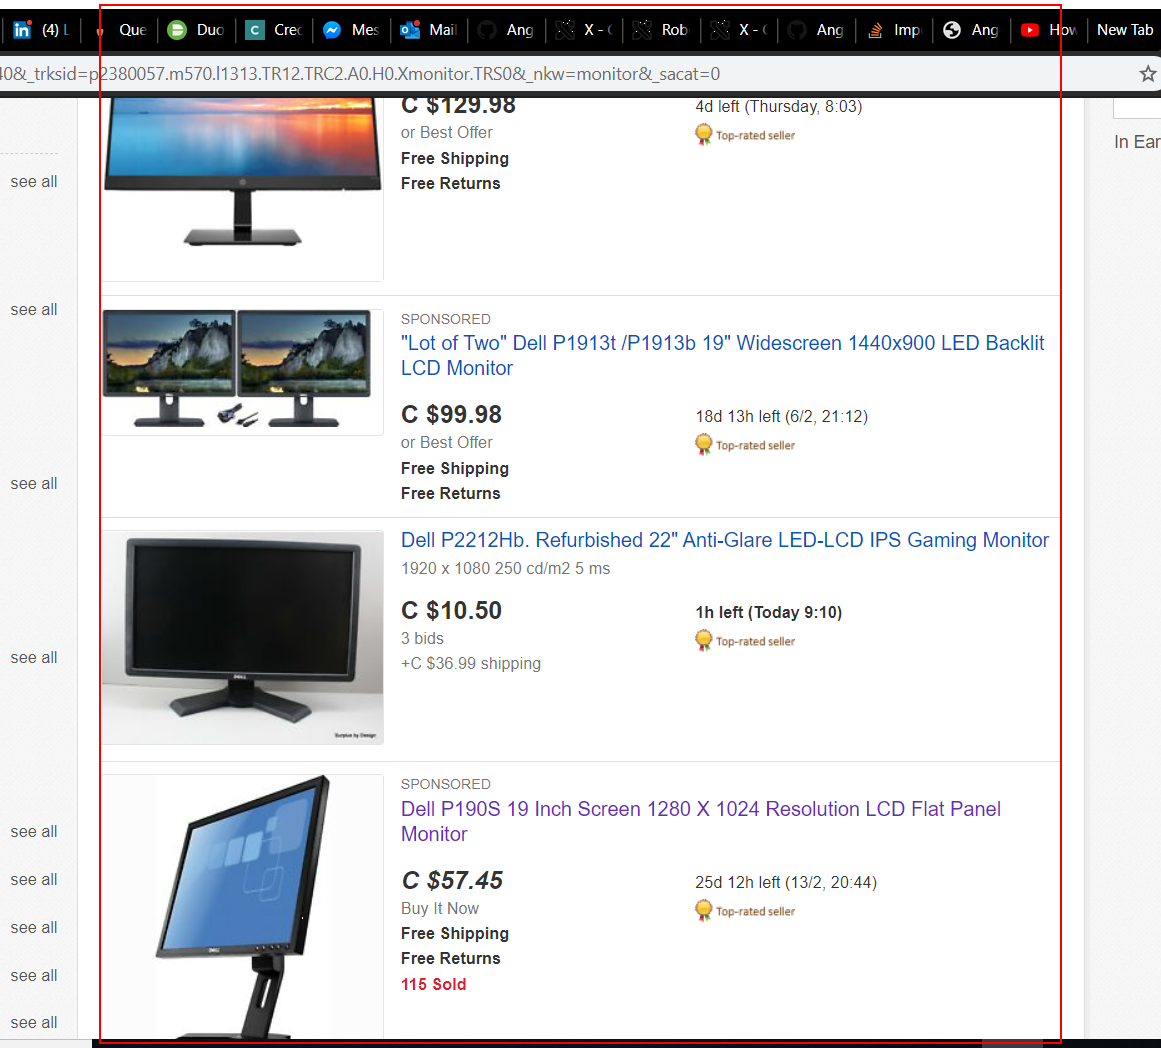 (4) L
Que
Duo
Cred
Mes
Mail
Ang
X - (
Rob
X - (
Ang
Imp
Ang
How
New Tab
40&_trksid=p2380057.m570.l1313.TR12.TRC2.A0.H0.Xmonitor.TRS0&_nkw=monitor&_sacat=0
C $129.98
4d left (Thursday, 8:03)
or Best Offer
Top-rated seller
Free Shipping
Free Returns
In Ear
see all
see all
SPONSORED
"Lot of Two" Dell P1913t /P1913b 19" Widescreen 1440x900 LED Backlit
LCD Monitor
C $99.98
18d 13h left (6/2, 21:12)
or Best Offer
Top-rated seller
Free Shipping
Free Returns
see all
Dell P2212Hb. Refurbished 22" Anti-Glare LED-LCD IPS Gaming Monitor
1920 x 1080 250 cd/m2 5 ms
C $10.50
1h left (Today 9:10)
3 bids
Top-rated seller
+C $36.99 shipping
see all
DELL
Surplus by Design
SPONSORED
Dell P190S 19 Inch Screen 1280 X 1024 Resolution LCD Flat Panel
Monitor
C $57.45
25d 12h left (13/2, 20:44)
Buy It Now
Top-rated seller
Free Shipping
Free Returns
115 Sold
DELL
see all
see all
see all
see all
see all